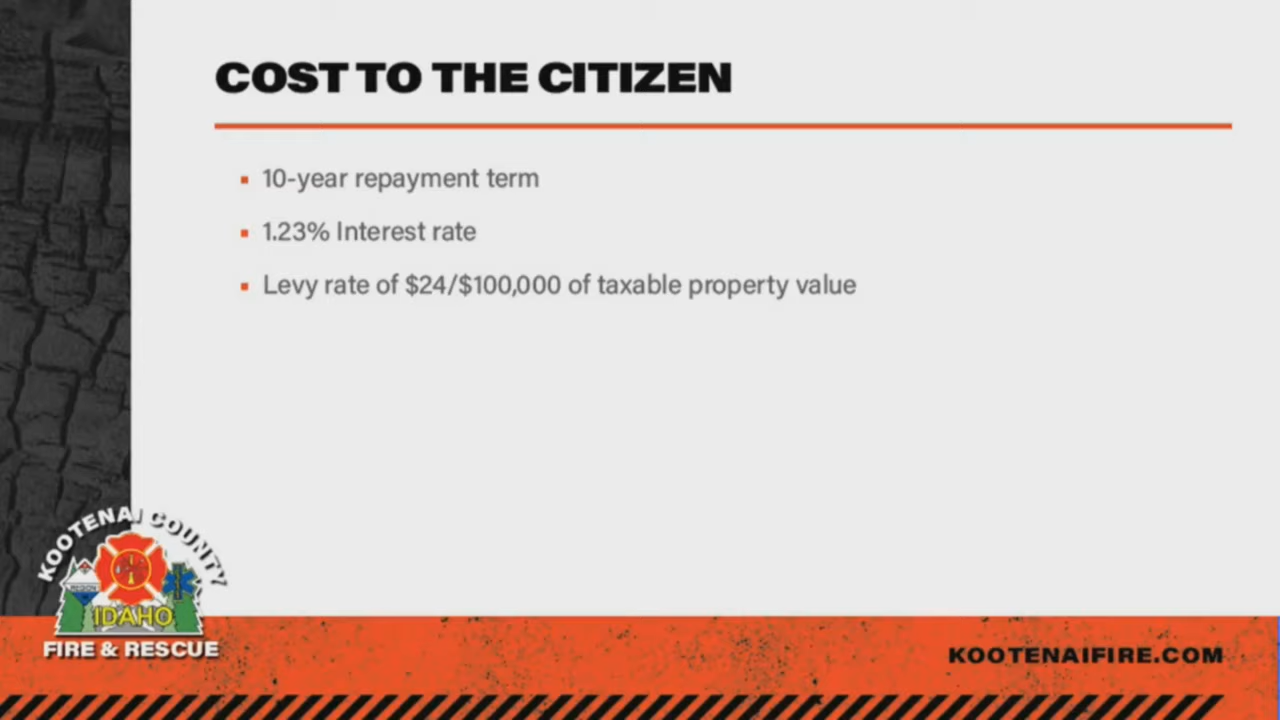 COST TO THE CITIZEN
10-year repayment term
1.23% Interest rate
Levy rate of $24/$100,000 of taxable property value
KOOTENAI COUNTY
IDAHO
FIRE & RESCUE
KOOTENAIFIRE.COM